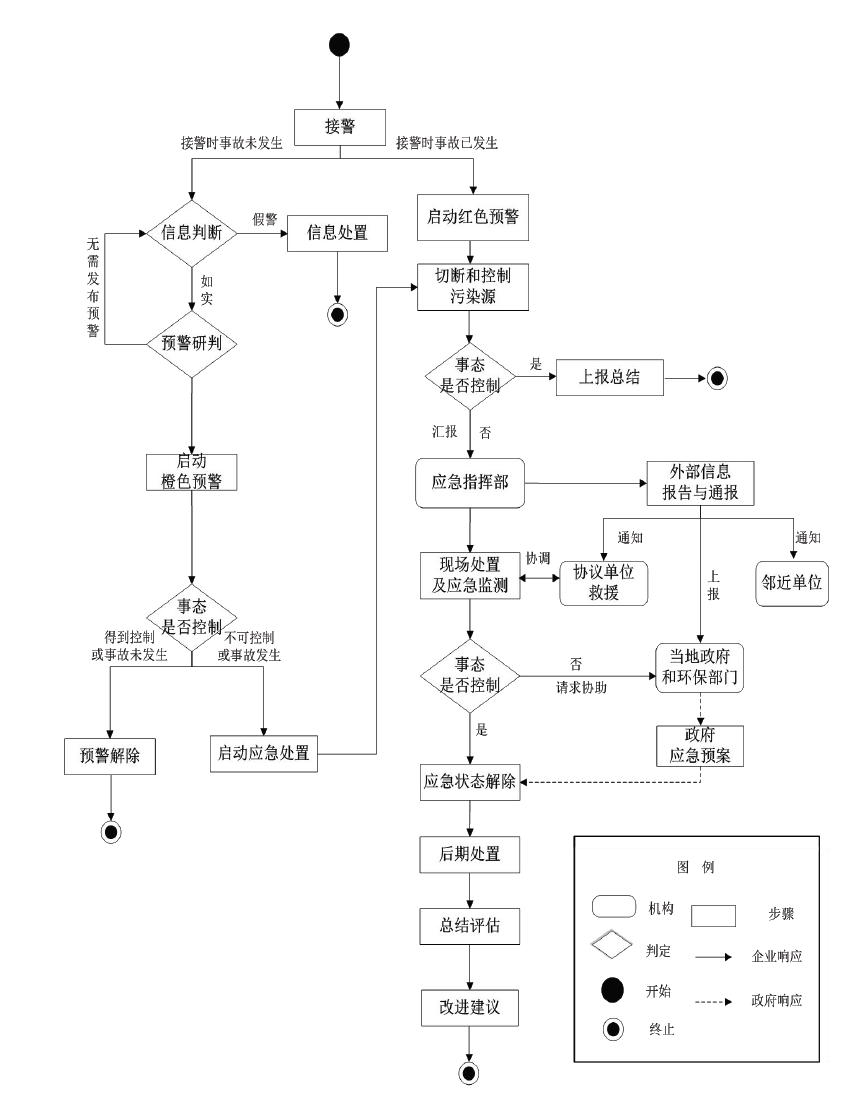 接警
接警时事故未发生
接警时事故已发生
启动红色预警
信息判断
假警
信息处置
无需发布预警
如实
切断和控制
污染源
预警研判
事态
是否控制
是
上报总结
汇报
否
启动
橙色预警
应急指挥部
外部信息
报告与通报
通知
通知
协调
现场处置
及应急监测
协议单位
救援
上报
邻近单位
事态
是否控制
得到控制
或事故未发生
不可控制
或事故发生
事态
是否控制
否
请求协助
当地政府
和环保部门
是
预警解除
启动应急处置
政府
应急预案
应急状态解除
后期处置
总结评估
改进建议
图 例
机构
步骤
判定
企业响应
开始
政府响应
终止